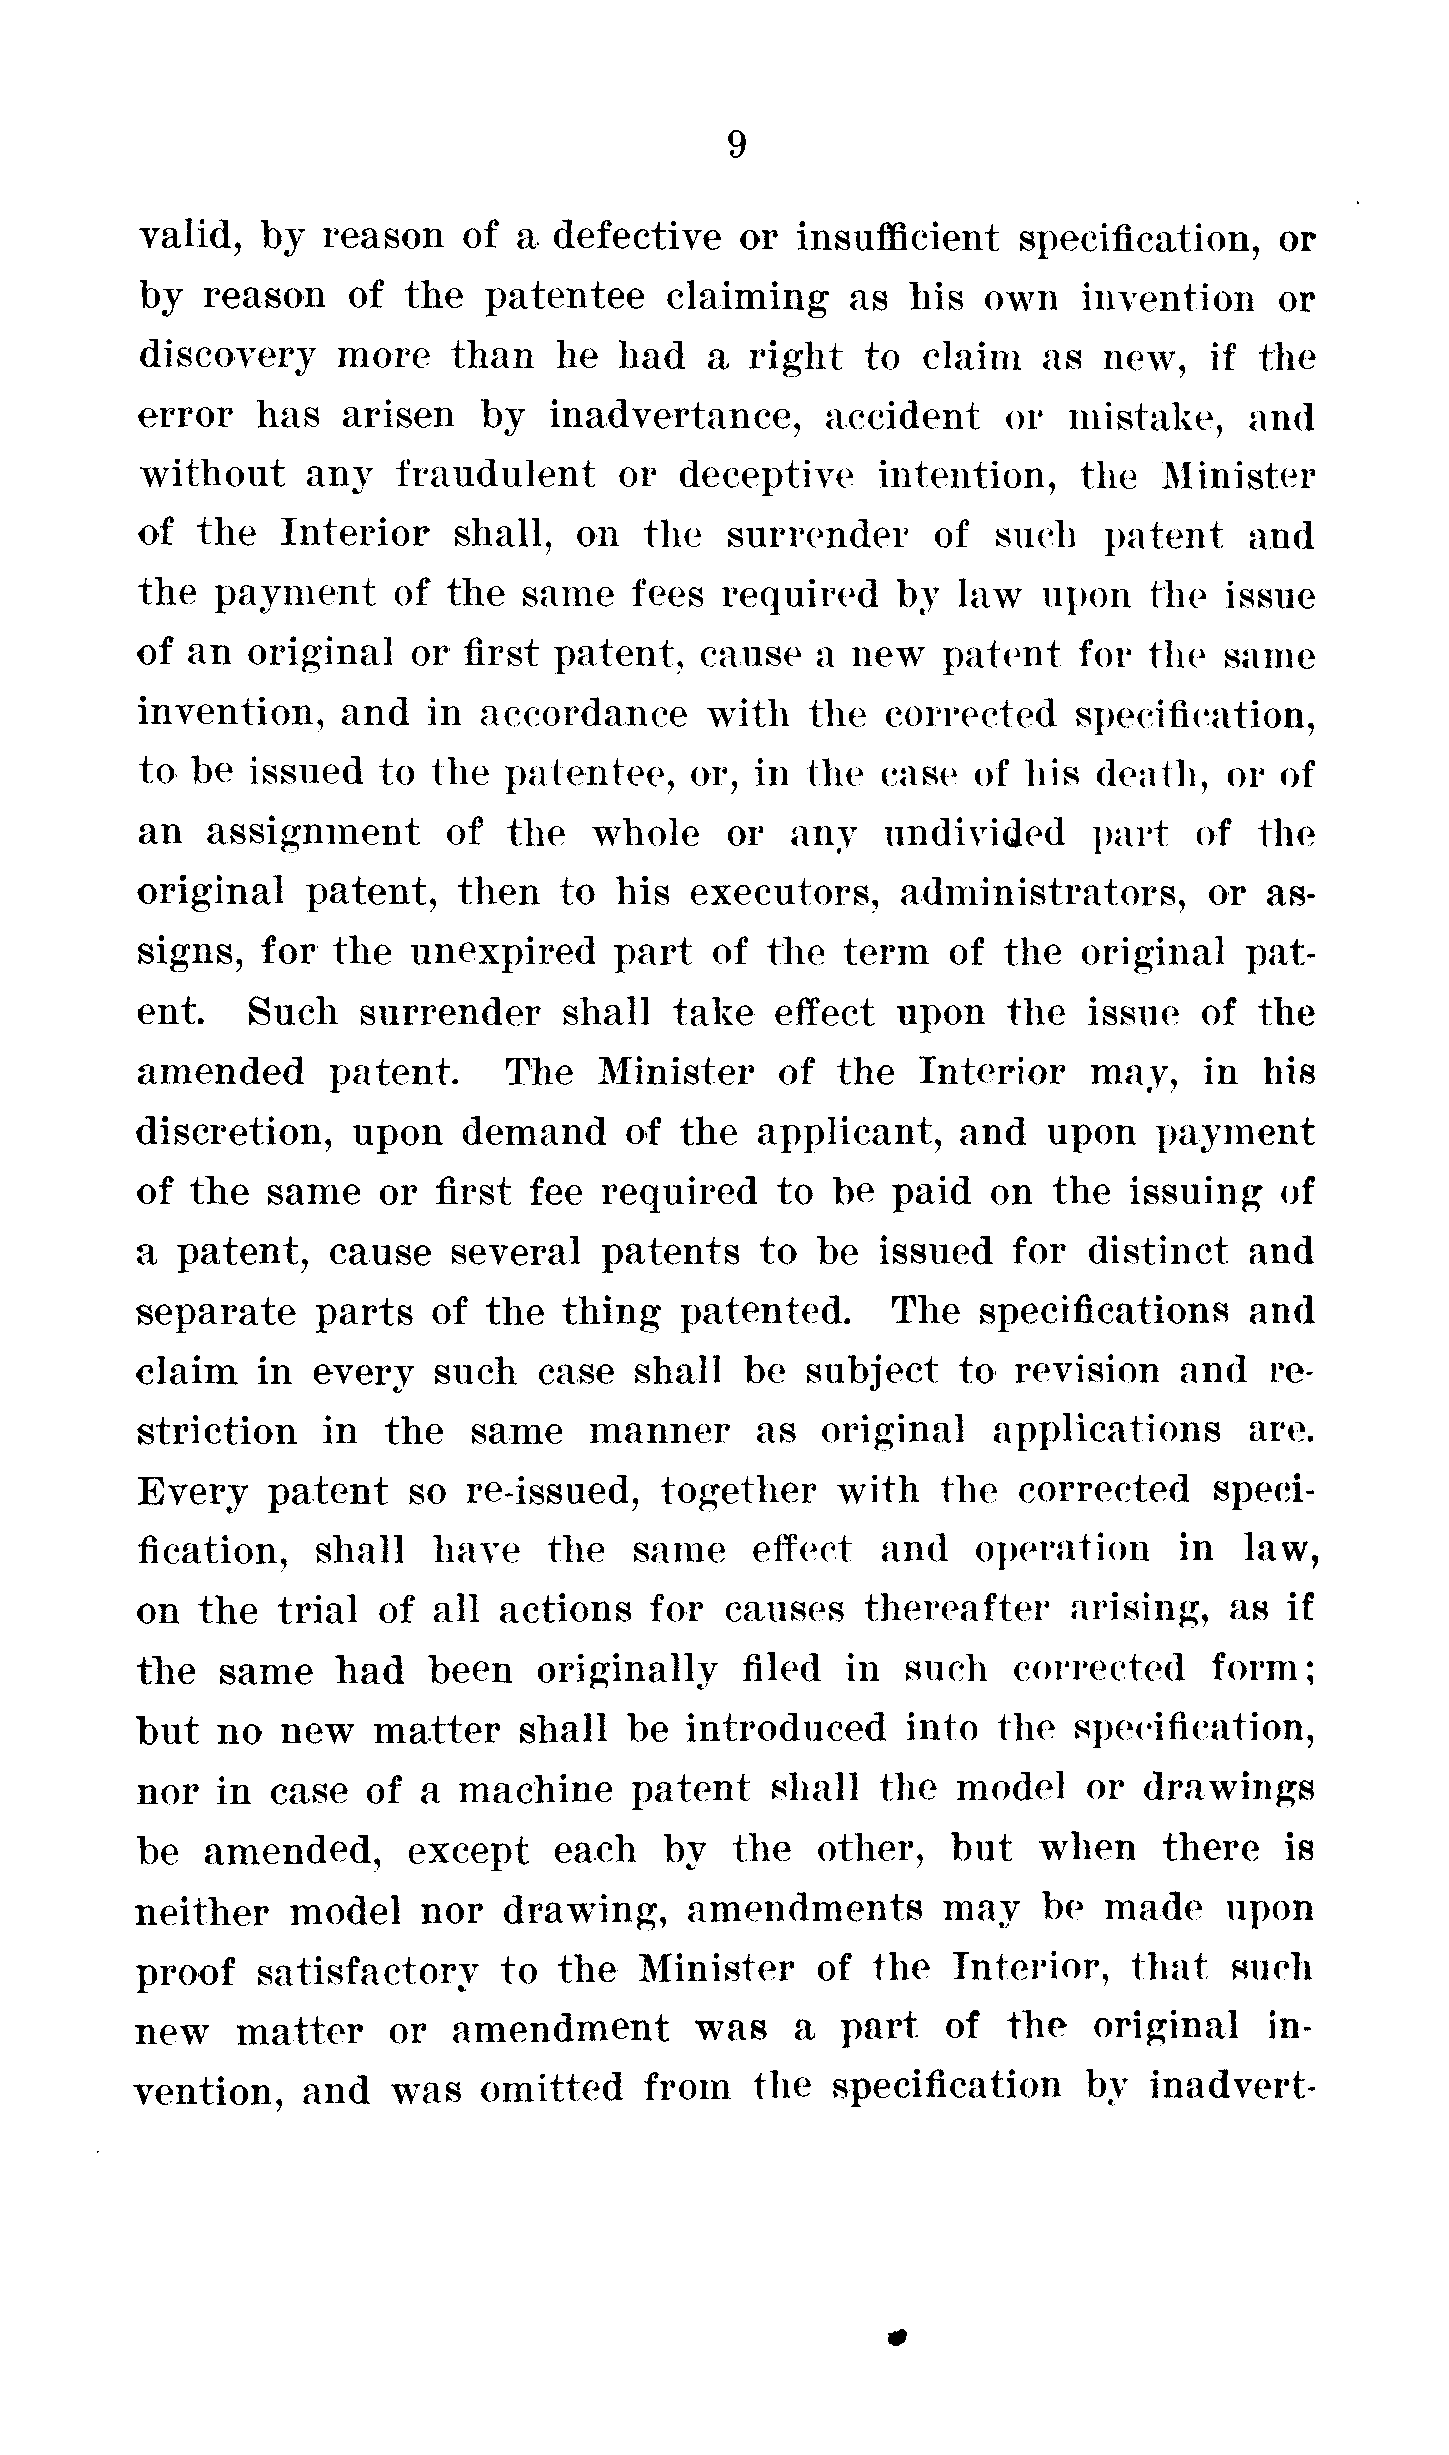 9
valid, by reason of a defective or insufficient specification, or
by reason of the patentee claiming as his own invention or
discovery more than he had a right to claim as new, if the
error has arisen by inadvertance, accident or mistake, and
without any fraudulent or deceptive intention, the Minister
of the Interior shall, on the surrender of such patent and
the payment of the same fees required by law upon the issue
of an original or first patent, cause a new patent for the same
invention, and in accordance with the corrected specification,
to be issued to the patentee, or, in the case of his death, or of
an assignment of the whole or any undivided part of the
original patent, then to his executors, administrators, or as-
signs, for the unexpired part of the term of the original pat-
ent. Such surrender shall take effect upon the issue of the
amended patent. The Minister of the Interior may, in his
discretion, upon demand of the applicant, and upon payment
of the same or first fee required to be paid on the issuing of
a patent, cause several patents to be issued for distinct and
separate parts of the thing patented. The specifications and
claim in every such case shall be subject to revision and re-
striction in the same manner as original applications are.
Every patent so re-issued, together with the corrected speci-
fication, shall have the same effect and operation in law,
on the trial of all actions for causes thereafter arising, as if
the same had been originally filed in such corrected form;
but no new matter shall be introduced into the specification,
nor in case of a machine patent shall the model or drawings
be amended, except each by the other, but when there is
neither model nor drawing, amendments may be made upon
proof satisfactory to the Minister of the Interior, that such
new matter or amendment was a part of the original in-
vention, and was omitted from the specification by inadvert-